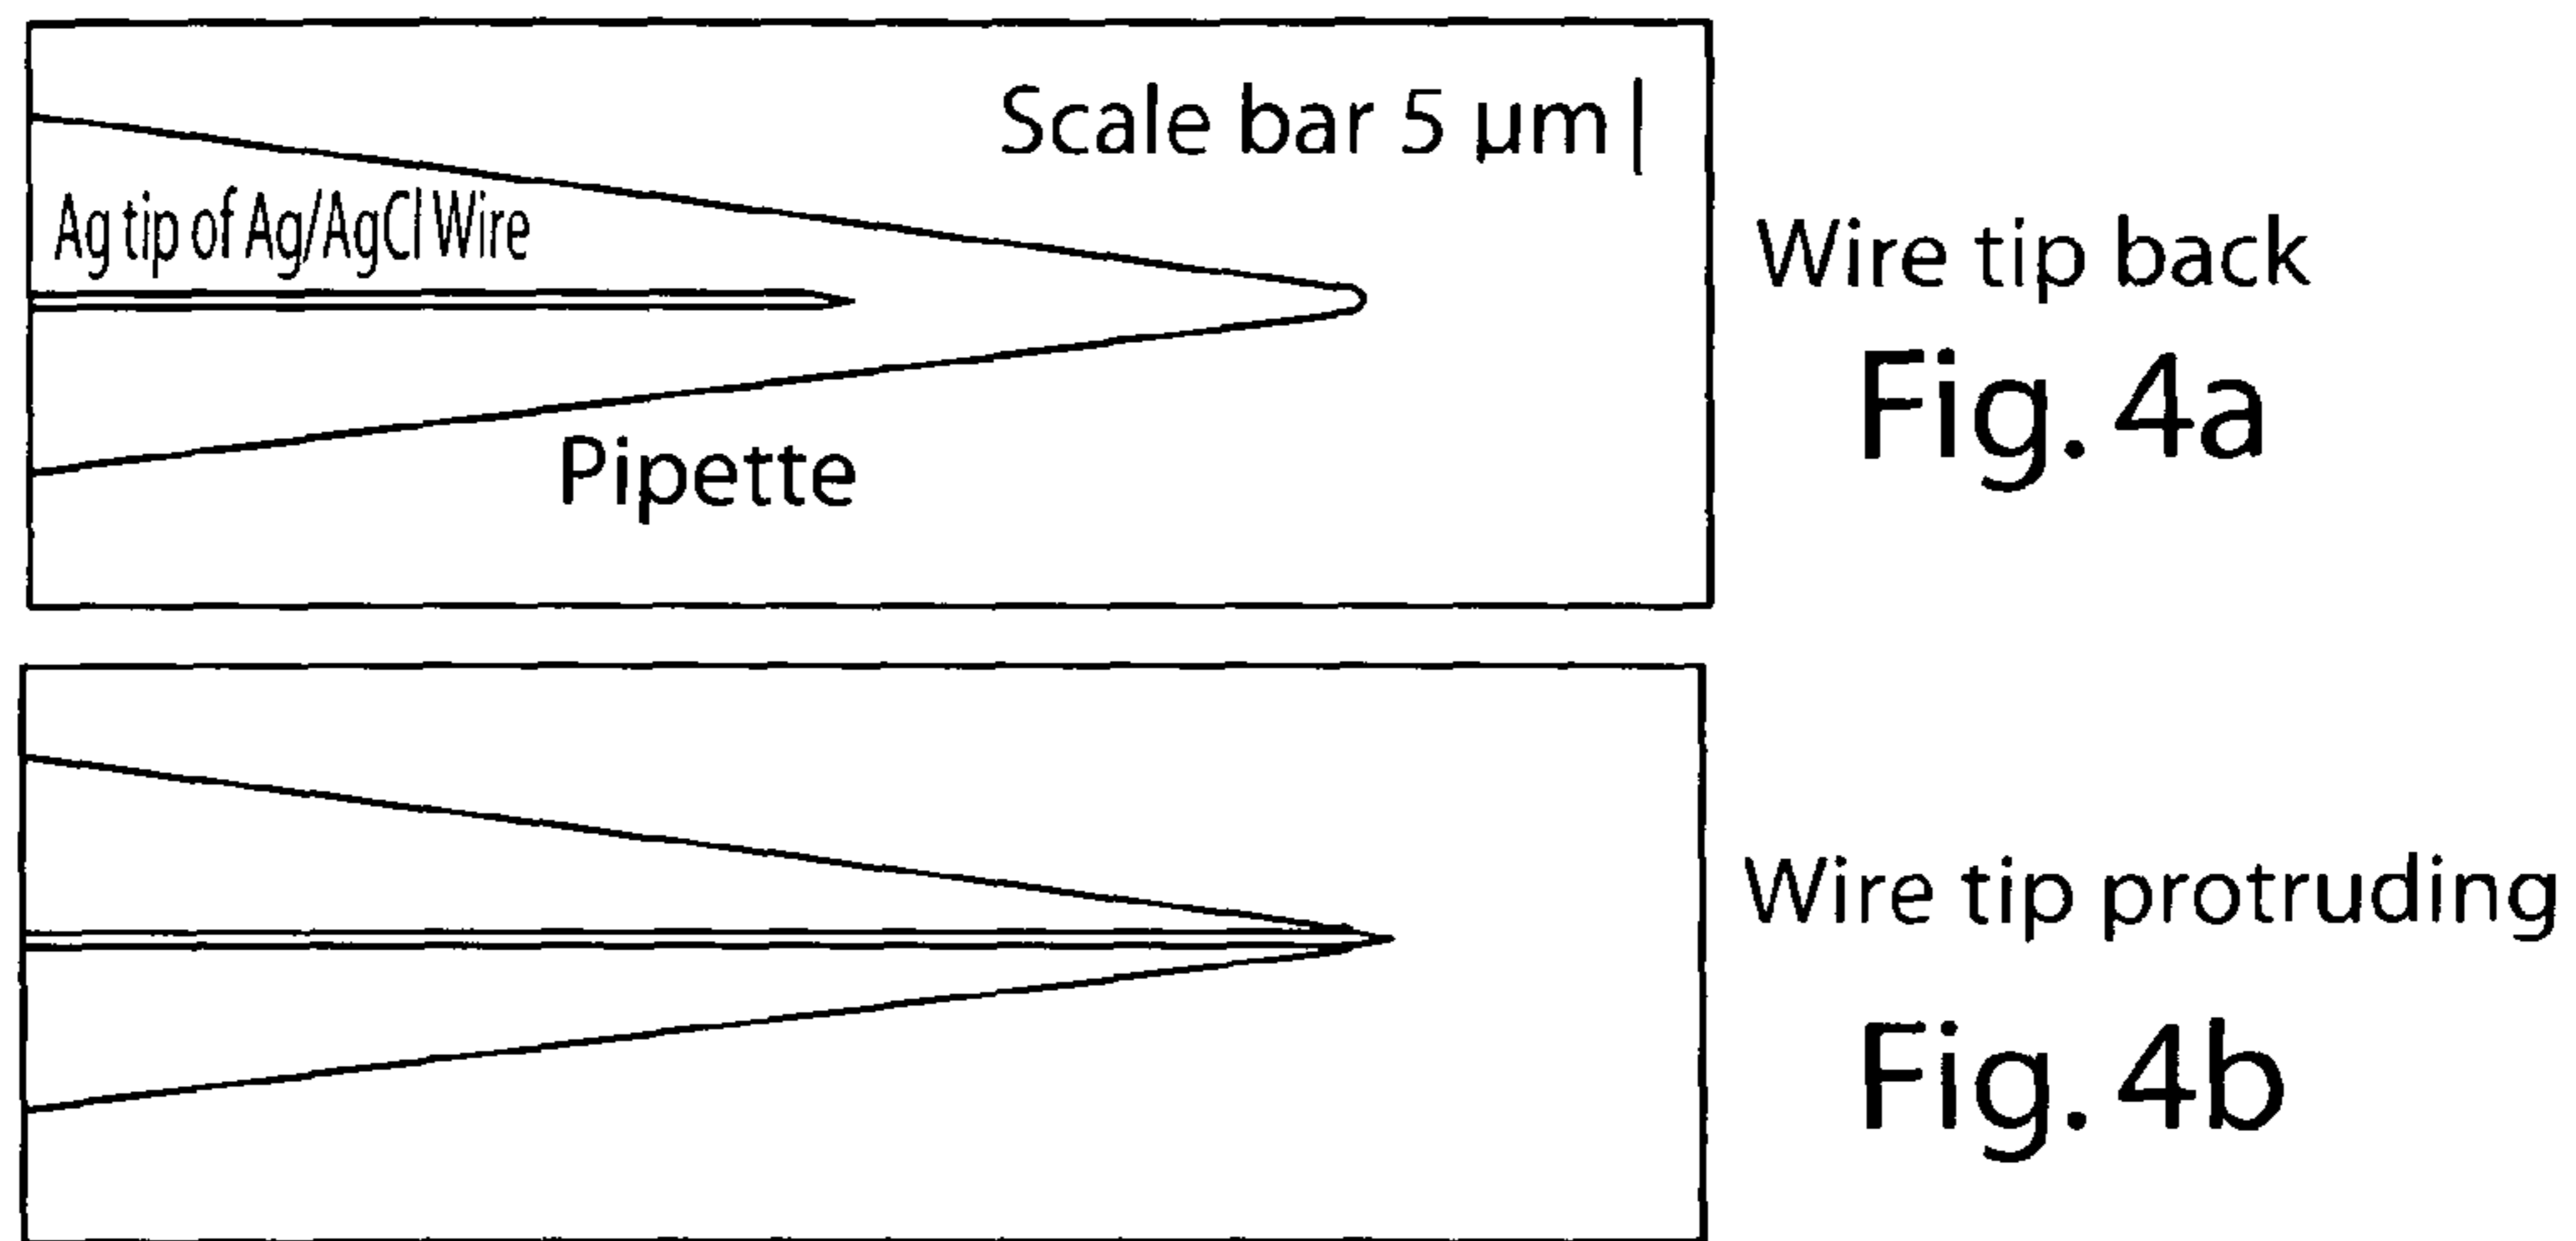 Scale bar 5 µm
Ag tip of Ag/AgCl Wire
Pipette
Wire tip back
Fig. 4a
Wire tip protruding
Fig. 4b